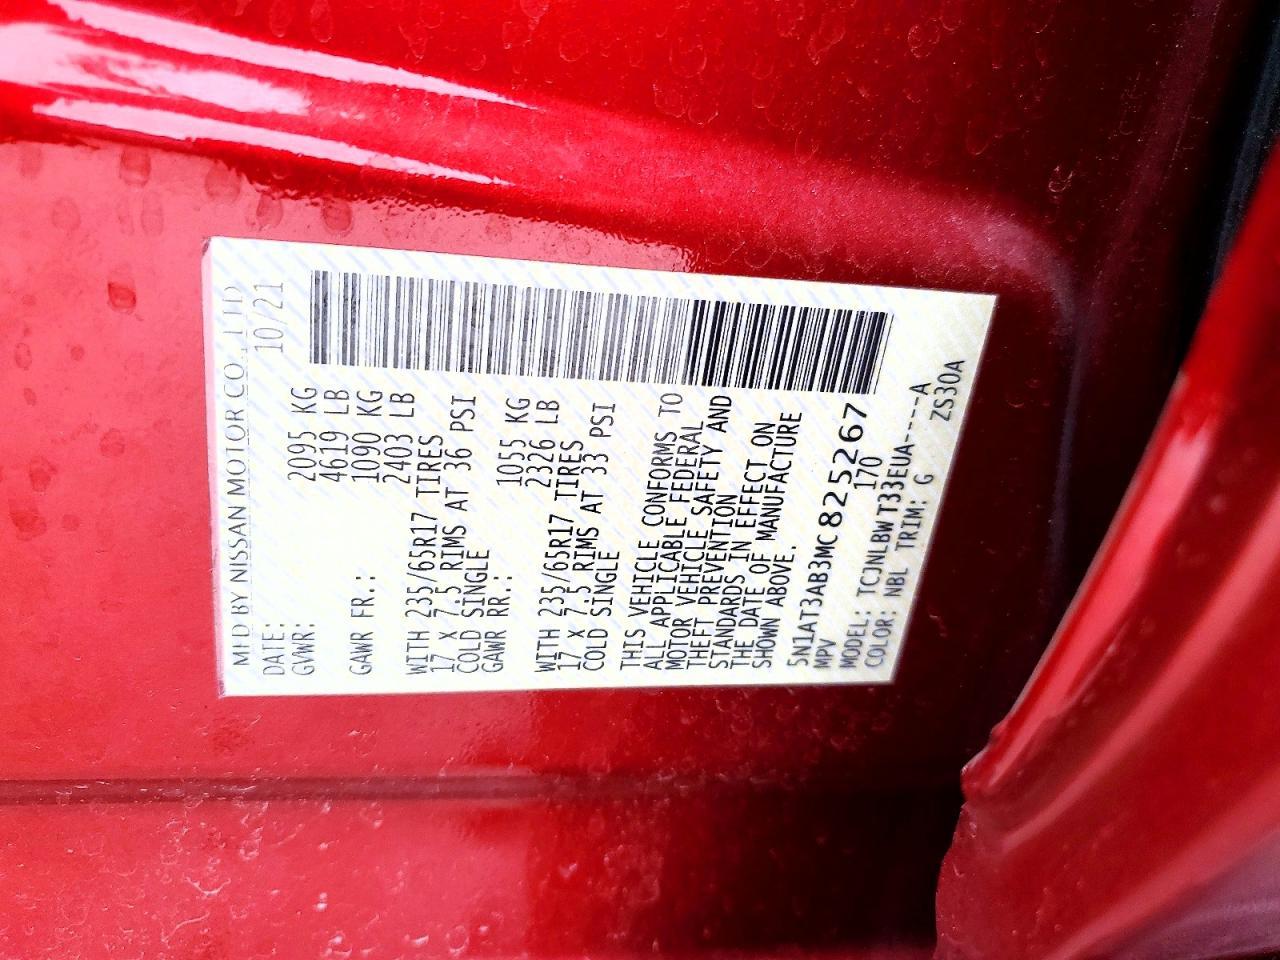 MFD BY NISSAN MOTOR CO., LTD
DATE: 10/21
GVWR: 2095 KG
4619 LB
GAWR FR.: 1090 KG
2403 LB
WITH 235/65R17 TIRES
17 x 7.5 RIMS AT 36 PSI
COLD SINGLE
GAWR RR.: 1055 KG
2326 LB
WITH 235/65R17 TIRES
17 x 7.5 RIMS AT 33 PSI
COLD SINGLE
THIS VEHICLE CONFORMS TO
ALL APPLICABLE FEDERAL
MOTOR VEHICLE SAFETY AND
THEFT PREVENTION
STANDARDS IN EFFECT ON
THE DATE OF MANUFACTURE
SHOWN ABOVE.
5N1AT3AB3MC825267
MPV 170
MODEL: TCJNLBWT33EUA-----A
COLOR: NBL TRIM: G ZS30A